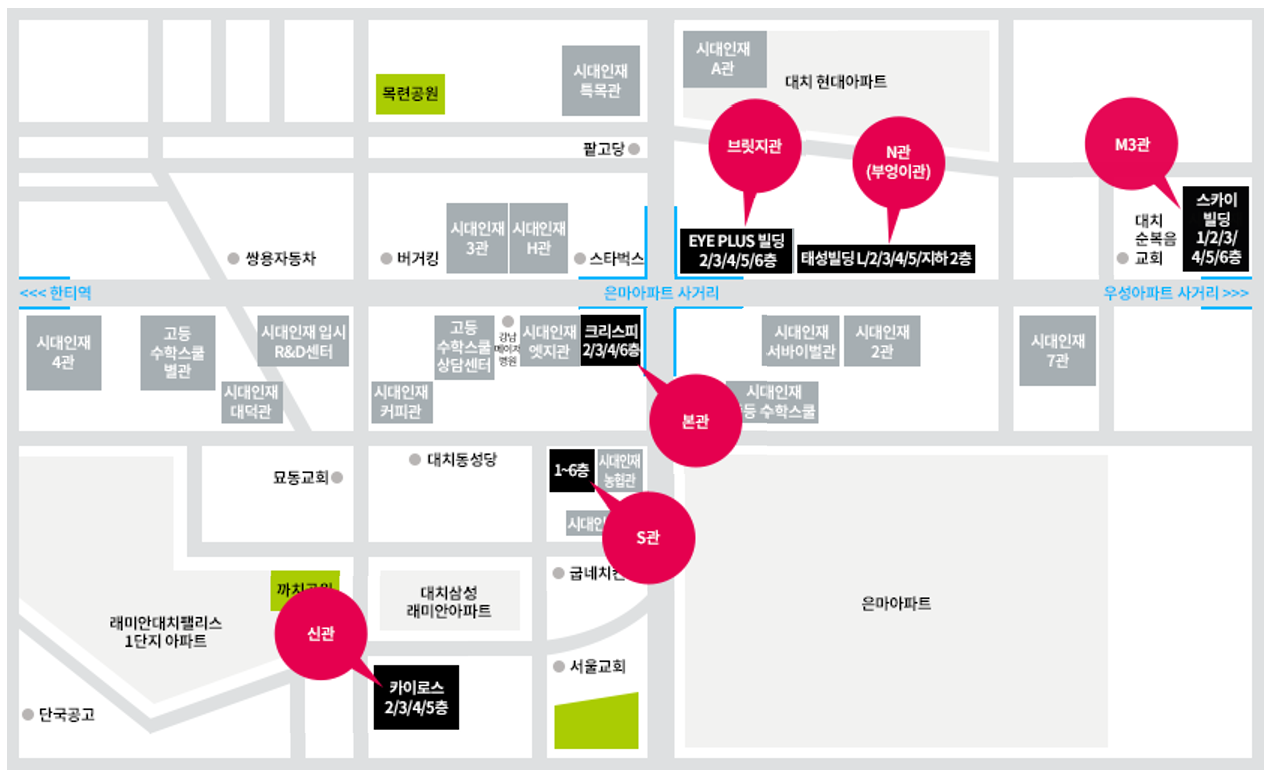 시대인재
A관
시대인재
특목관
목련공원
대치 현대아파트
팔고당
브릿지관
N관
(부엉이관)
M3관
스카이
빌딩
1/2/3/
4/5/6층
대치
순복음
교회
시대인재
3관
시대인재
H관
쌍용자동차
버거킹
스타벅스
EYE PLUS 빌딩
2/3/4/5/6층
태성빌딩 L/2/3/4/5/지하 2층
<<< 한티역
은마아파트 사거리
우성아파트 사거리 >>>
시대인재
4관
고등
수학스쿨
별관
시대인재 입시
R&D센터
시대인재
대덕관
고등
수학스쿨
상담센터
강남
메이저
병원
시대인재
엣지관
크리스피
2/3/4/6층
시대인재
커피관
시대인재
서바이벌관
시대인재
2관
시대인재
7관
시대인재
등 수학스쿨
본관
묘동교회
대치동성당
1~6층
시대인재
농협관
시대인
S관
굽네치킨
까치공원
대치삼성
래미안아파트
은마아파트
래미안대치팰리스
1단지 아파트
신관
카이로스
2/3/4/5층
서울교회
단국공고